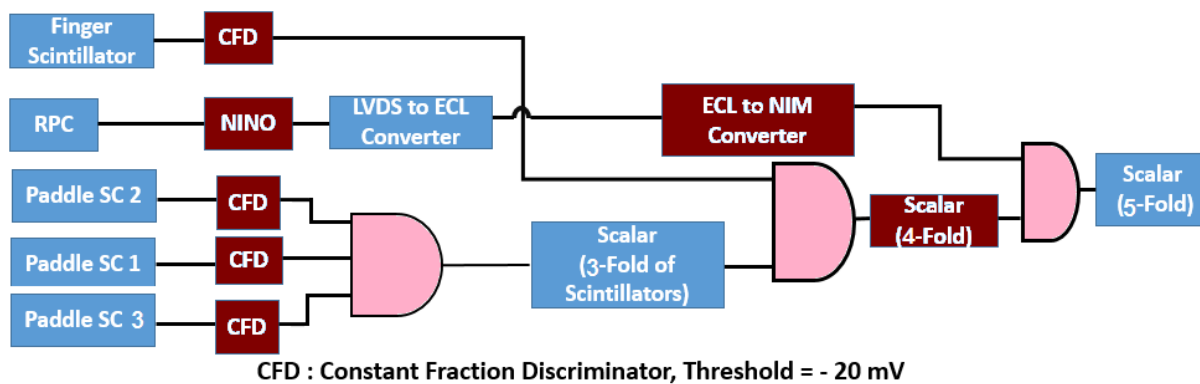 Finger
Scintillator
CFD
RPC
NINO
LVDS to ECL
Converter
ECL to NIM
Converter
Paddle SC 2
CFD
Paddle SC 1
CFD
Paddle SC 3
CFD
Scalar
(3-Fold of
Scintillators)
Scalar
(4-Fold)
Scalar
(5-Fold)
CFD : Constant Fraction Discriminator, Threshold = - 20 mV